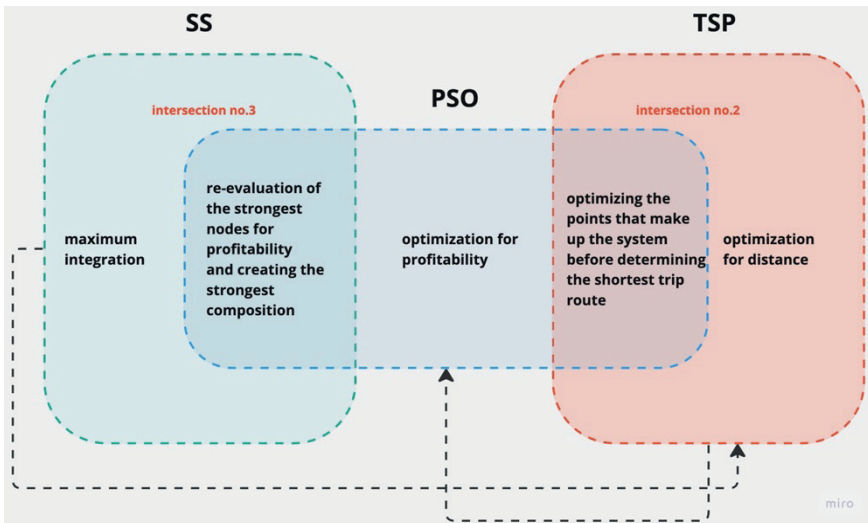 SS
TSP
PSO
intersection no.3
intersection no.2
maximum
integration
re-evaluation of
the strongest
nodes for
profitability
and creating the
strongest
composition
optimization for
profitability
optimizing the
points that make
up the system
before determining
the shortest trip
route
optimization
for distance
miro